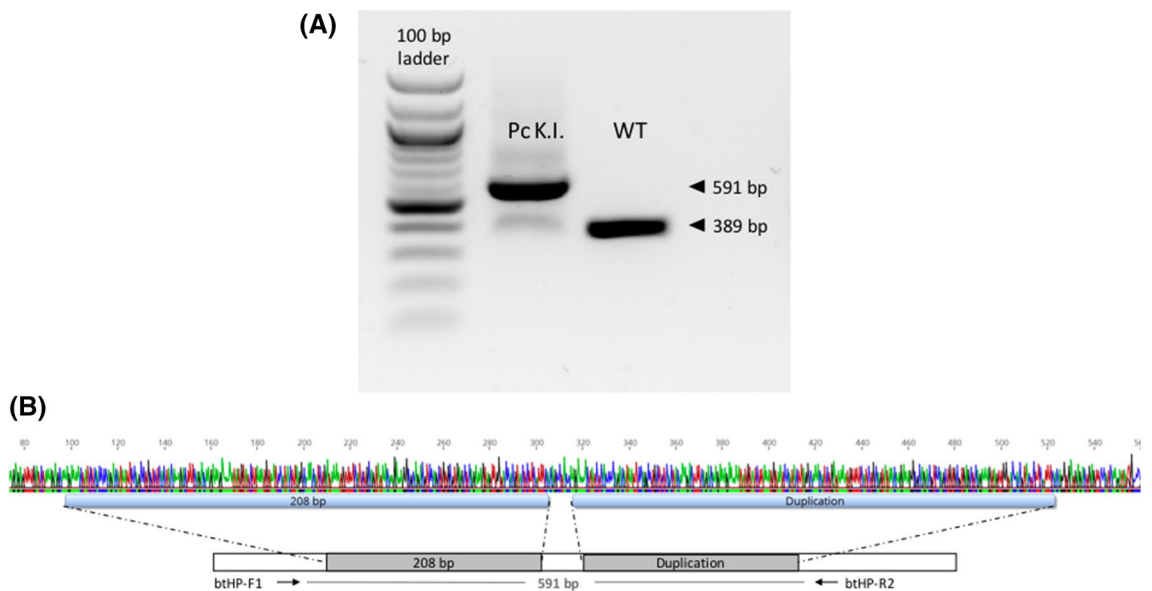 (A)
100 bp
ladder
Pc K.I.
WT
591 bp
389 bp
(B)
80 100 120 140 160 180 200 220 240 260 280 300 320 340 360 380 400 420 440 460 480 500 520 540
208 bp
Duplication
208 bp
Duplication
btHP-F1
591 bp
btHP-R2